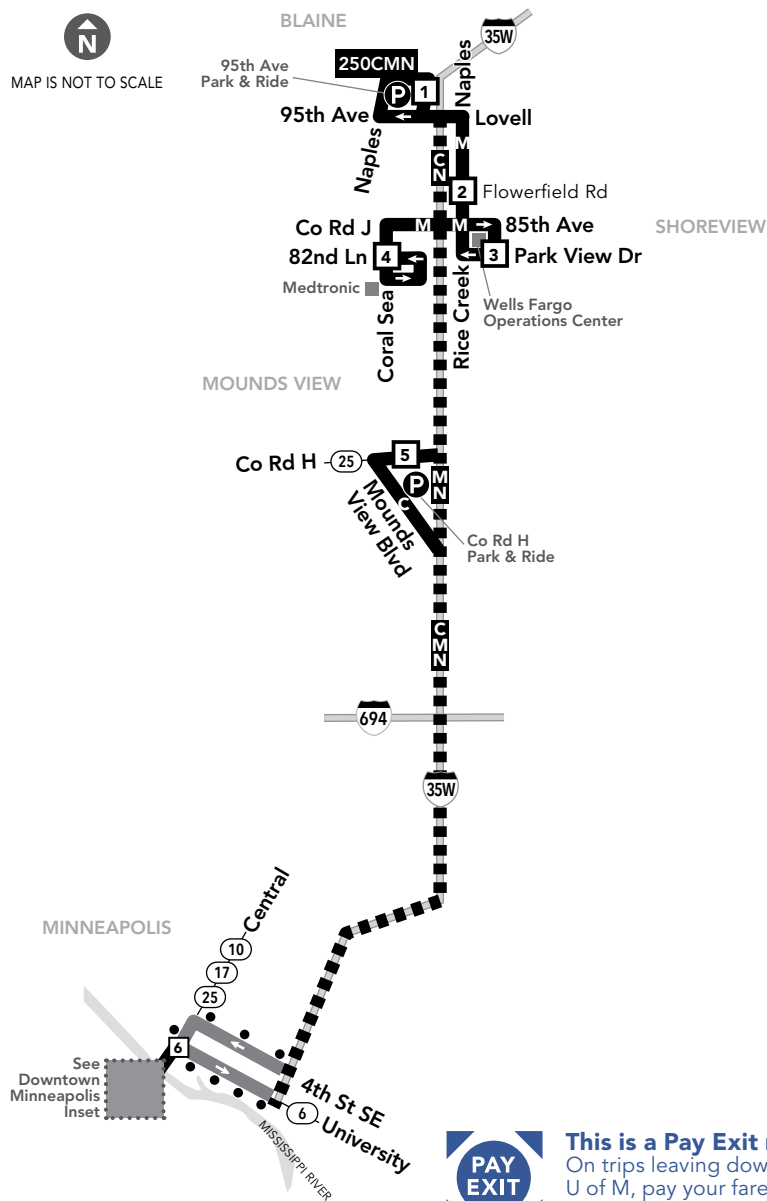 BLAINE
35W
N
MAP IS NOT TO SCALE
250CMN
95th Ave
Park & Ride
P
1
Naples
95th Ave
Lovell
Naples
M
C
N
2
Flowerfield Rd
Co Rd J
M
M
85th Ave
SHOREVIEW
82nd Ln
4
3
Park View Dr
Medtronic
Coral Sea
Rice Creek
Wells Fargo
Operations Center
MOUNDS VIEW
Co Rd H
25
5
P
M
N
C
Mounds
View Blvd
Co Rd H
Park & Ride
C
M
N
694
35W
MINNEAPOLIS
Central
10
17
25
6
See
Downtown
Minneapolis
Inset
4th St SE
6
University
MISSISSIPPI RIVER
PAY
EXIT
This is a Pay Exit
On trips leaving dow
U of M, pay your fare